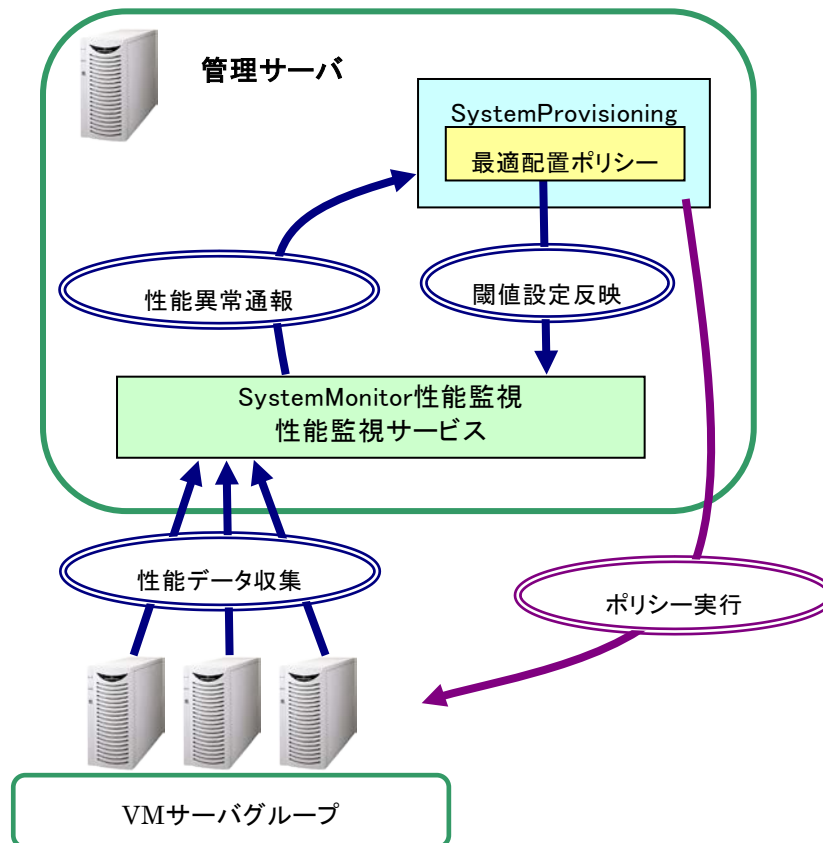 管理サーバ
SystemProvisioning
最適配置ポリシー
性能異常通報
閾値設定反映
SystemMonitor性能監視
性能監視サービス
性能データ収集
ポリシー実行
VMサーバグループ